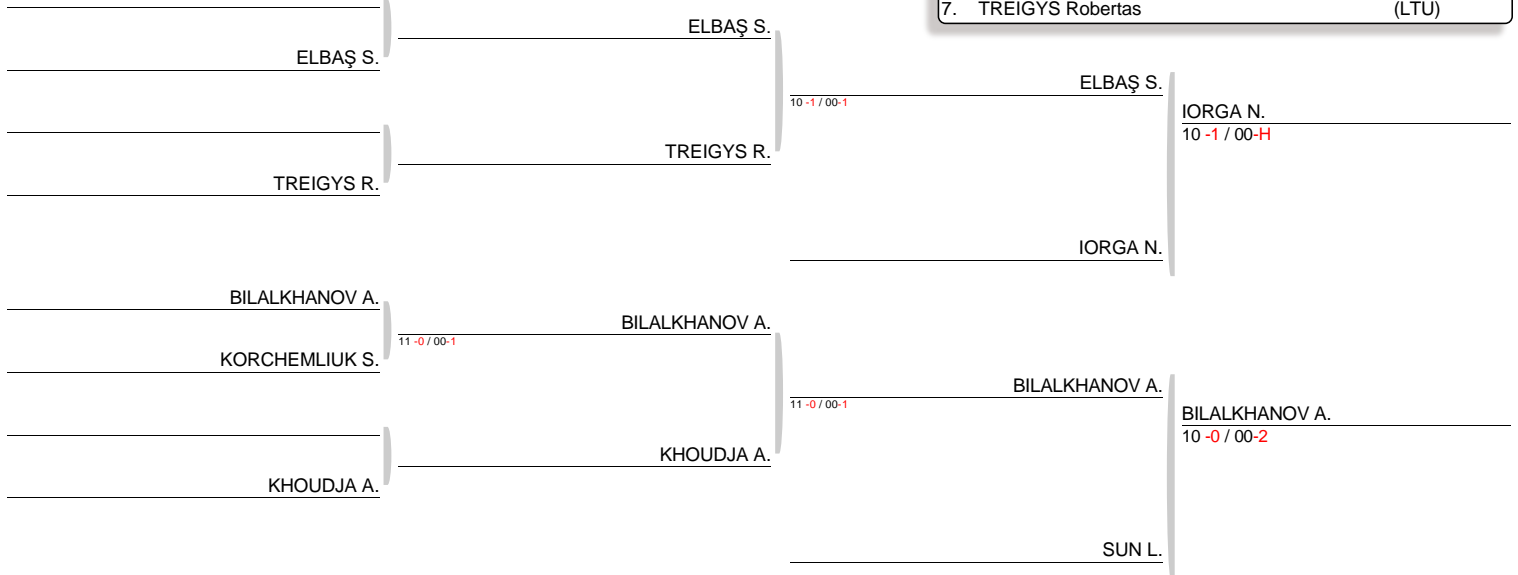 7. TREIGYS Robertas (LTU)
ELBAŞ S.
ELBAŞ S.
ELBAŞ S.
10 -1 / 00-1
IORGA N.
10 -1 / 00-H
TREIGYS R.
TREIGYS R.
IORGA N.
BILALKHANOV A.
BILALKHANOV A.
11 -0 / 00-1
KORCHEMLIUK S.
BILALKHANOV A.
11 -0 / 00-1
BILALKHANOV A.
10 -0 / 00-2
KHOUDJA A.
KHOUDJA A.
SUN L.